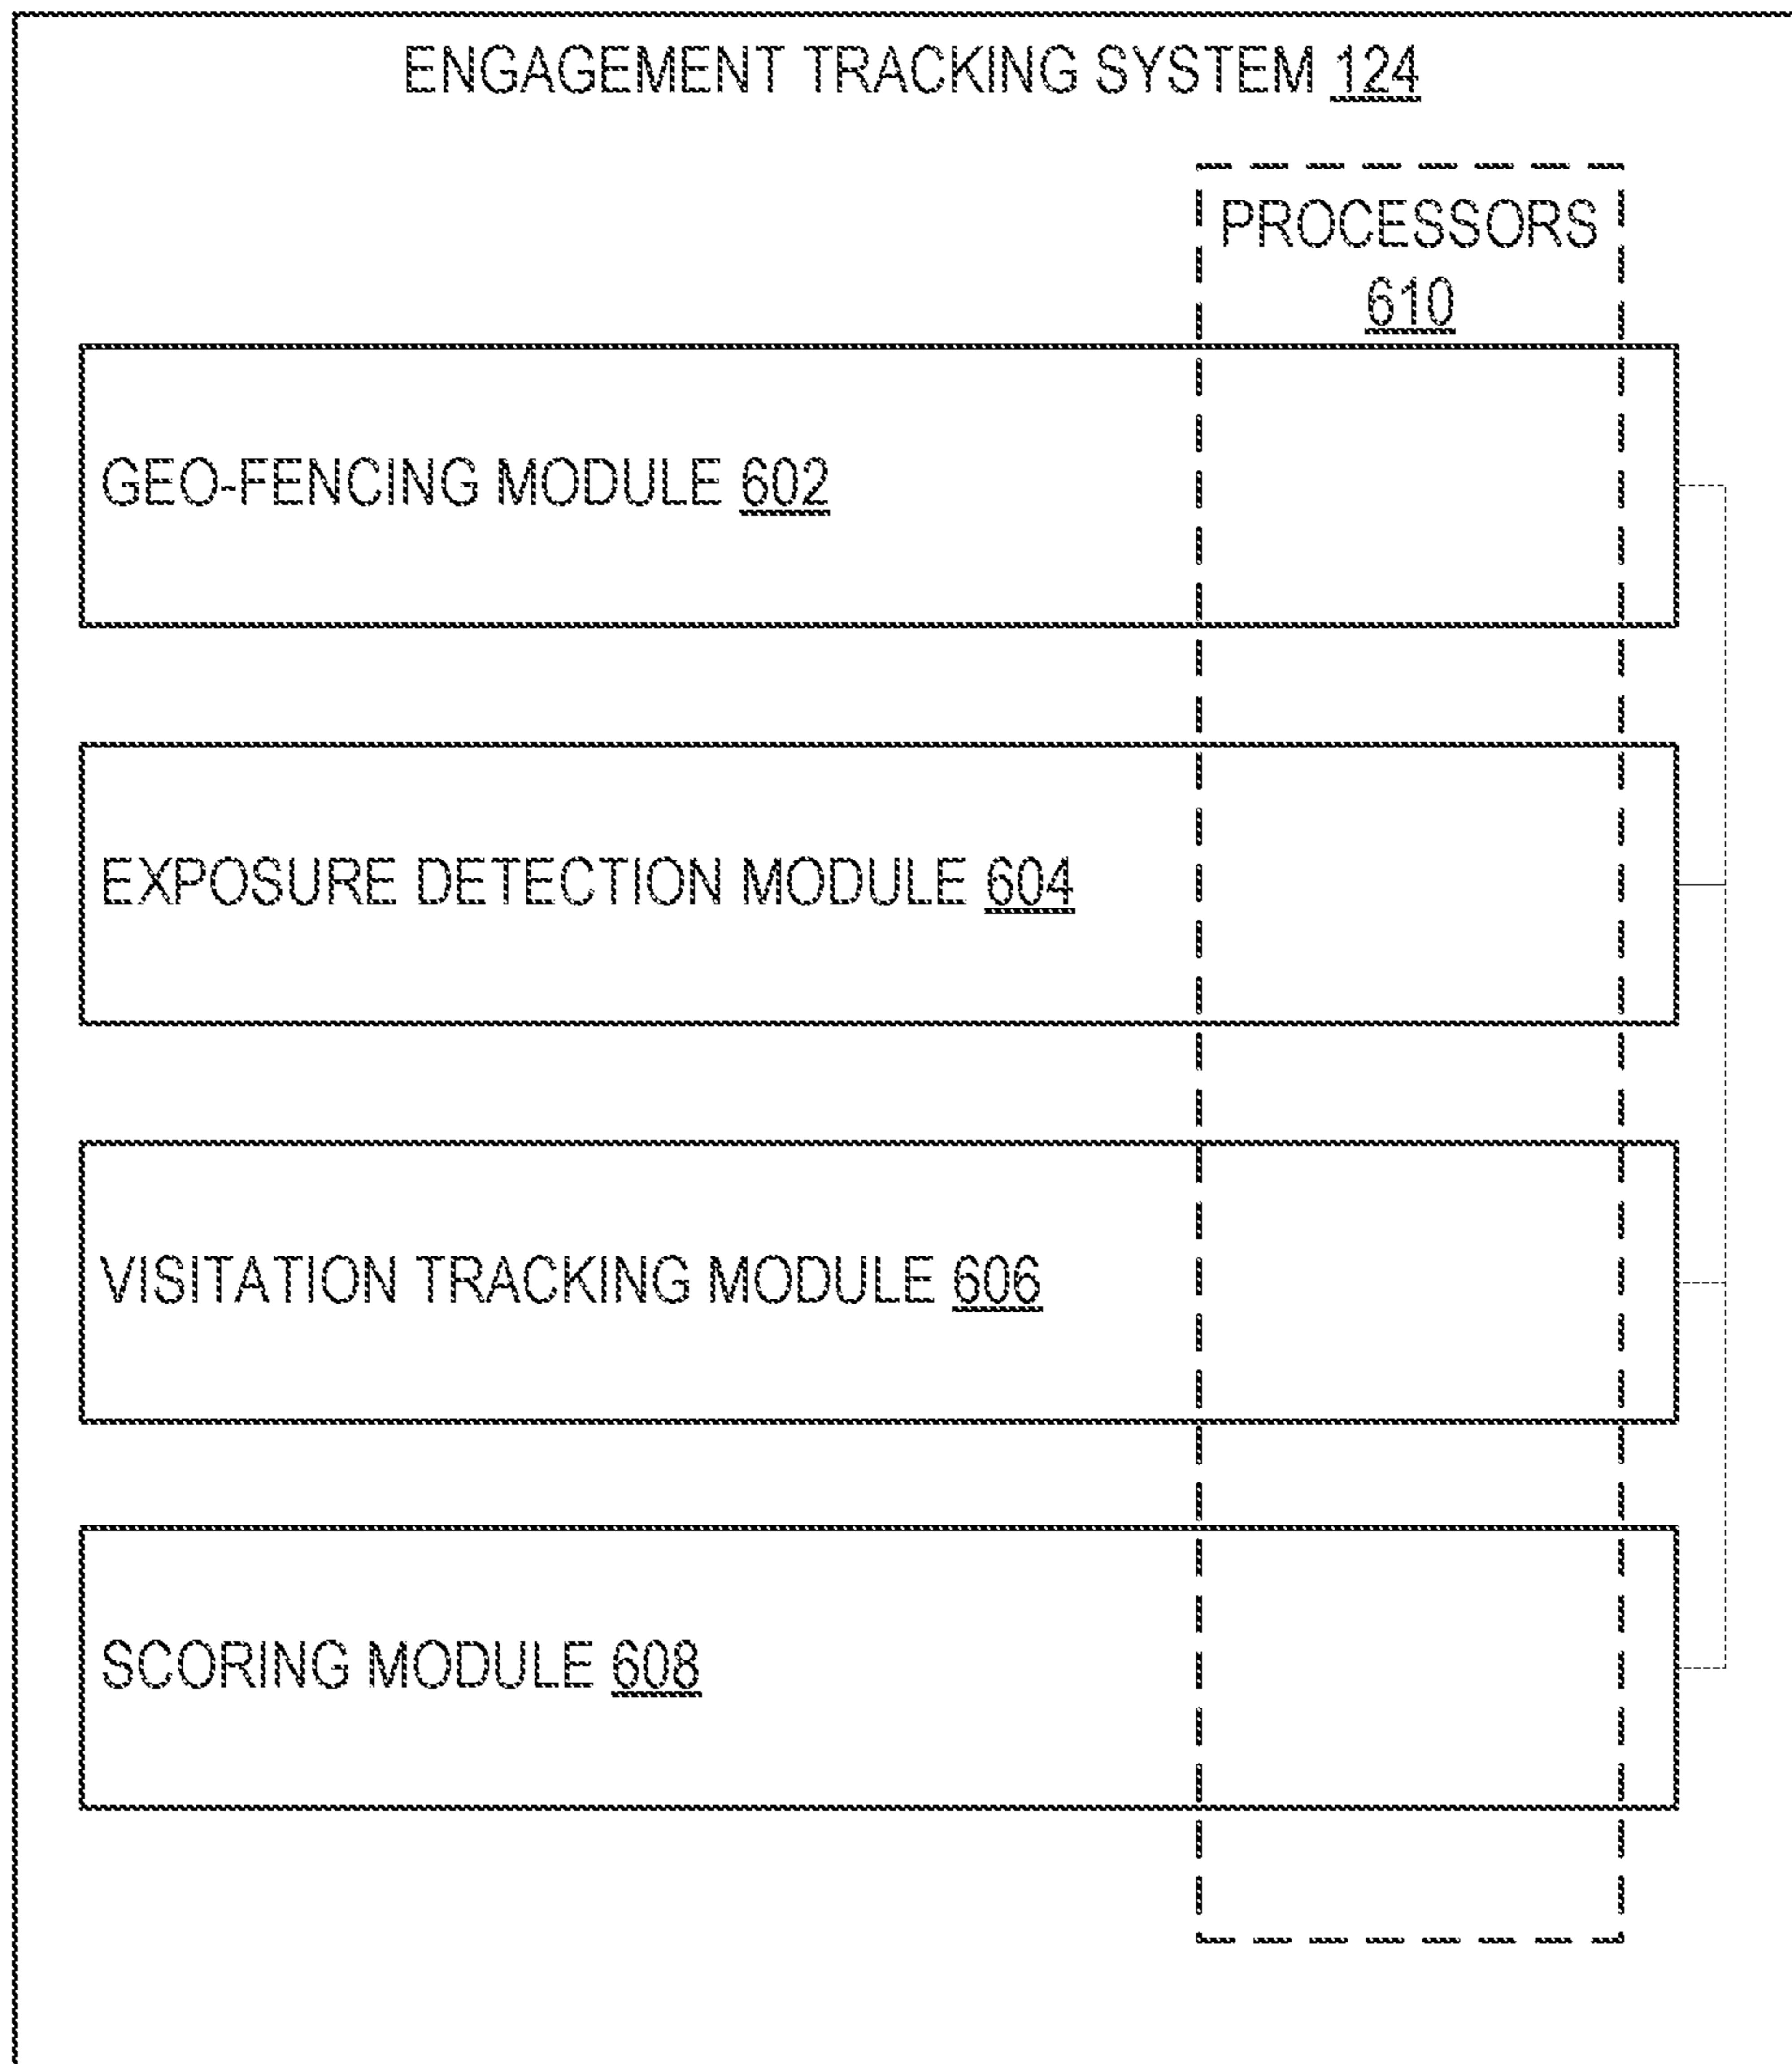 ENGAGEMENT TRACKING SYSTEM 124
PROCESSORS
610
GEO-FENCING MODULE 602
EXPOSURE DETECTION MODULE 604
VISITATION TRACKING MODULE 606
SCORING MODULE 608